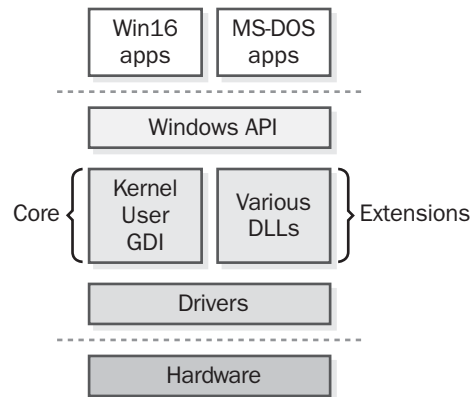 Win16
apps
MS-DOS
apps
Windows API
Core
Kernel
User
GDI
Various
DLLs
Extensions
Drivers
Hardware